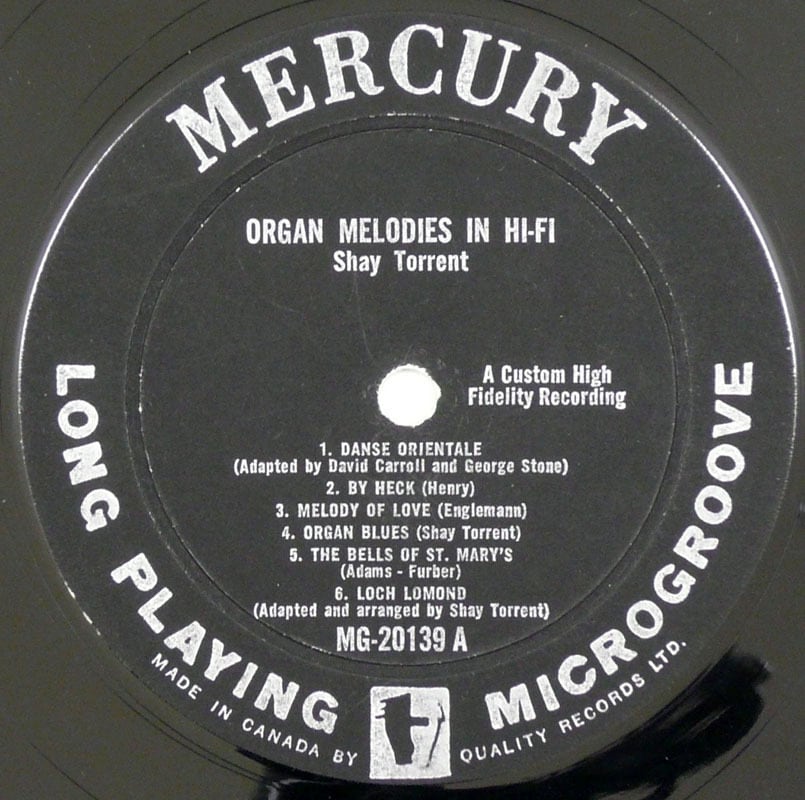 MERCURY
ORGAN MELODIES IN HI-FI
Shay Torrent
A Custom High
Fidelity Recording
1. DANSE ORIENTALE
(Adapted by David Carroll and George Stone)
2. BY HECK (Henry)
3. MELODY OF LOVE (Englemann)
4. ORGAN BLUES (Shay Torrent)
5. THE BELLS OF ST. MARY'S
(Adams - Furber)
6. LOCH LOMOND
(Adapted and arranged by Shay Torrent)
MG-20139 A
LONG PLAYING MICROGROOVE
MADE IN CANADA BY QUALITY RECORDS LTD.